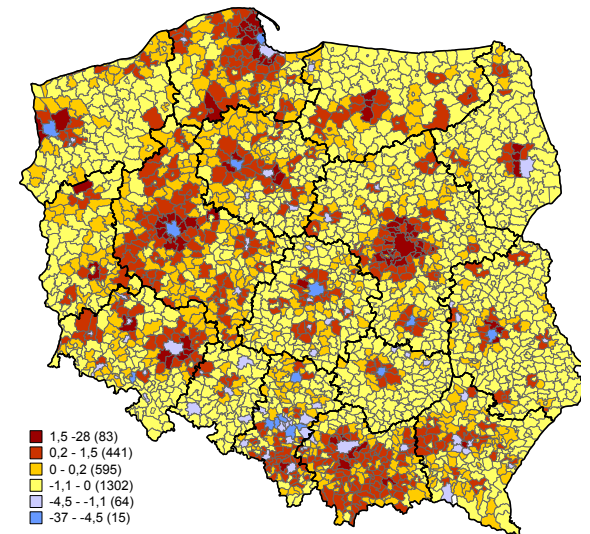 1,5 -28 (83)
0,2 - 1,5 (441)
0 - 0,2 (595)
-1,1 - 0 (1302)
-4,5 - -1,1 (64)
-37 - -4,5 (15)